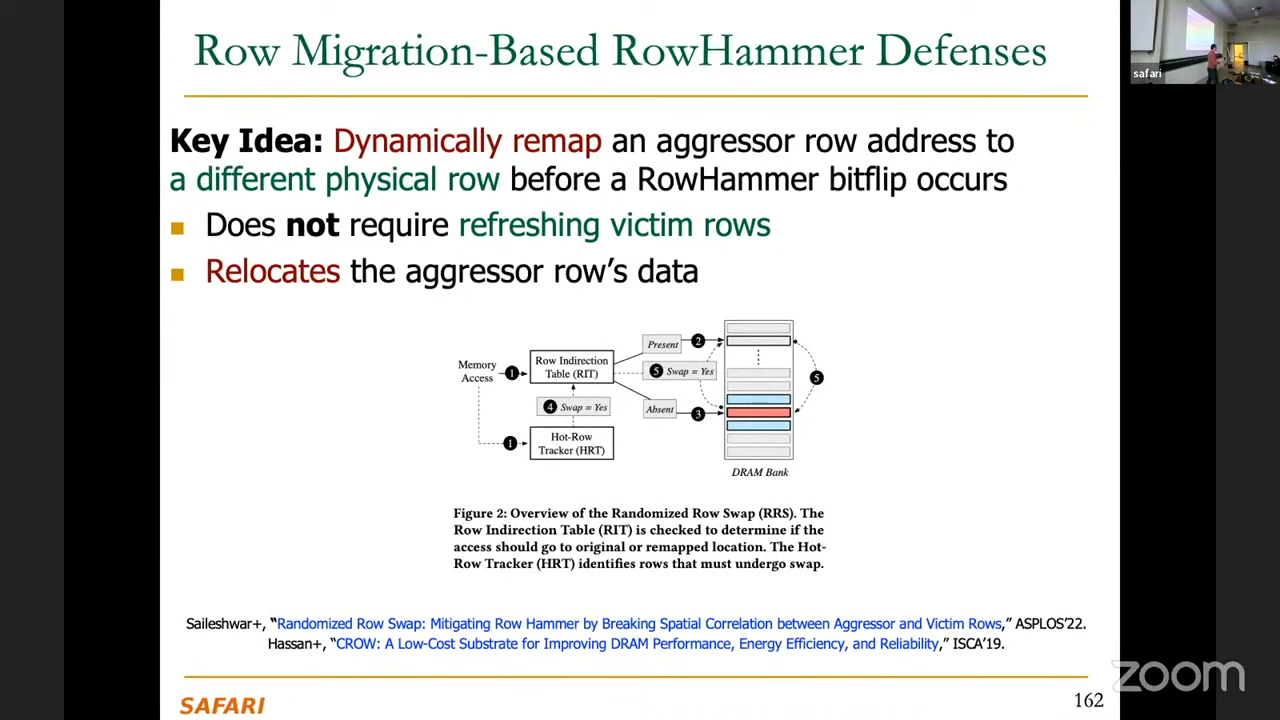 Row Migration-Based RowHammer Defenses
safari
Key Idea: Dynamically remap an aggressor row address to
a different physical row before a RowHammer bitflip occurs
Does not require refreshing victim rows
Relocates the aggressor row's data
Memory
Access
1
Row Indirection
Table (RIT)
Present
2
5 Swap = Yes
5
4 Swap = Yes
Absent
3
1
Hot-Row
Tracker (HRT)
DRAM Bank
Figure 2: Overview of the Randomized Row Swap (RRS). The
Row Indirection Table (RIT) is checked to determine if the
access should go to original or remapped location. The Hot-
Row Tracker (HRT) identifies rows that must undergo swap.
Saileshwar+, “Randomized Row Swap: Mitigating Row Hammer by Breaking Spatial Correlation between Aggressor and Victim Rows,” ASPLOS’22.
Hassan+, “CROW: A Low-Cost Substrate for Improving DRAM Performance, Energy Efficiency, and Reliability,” ISCA’19.
SAFARI
162
zoom